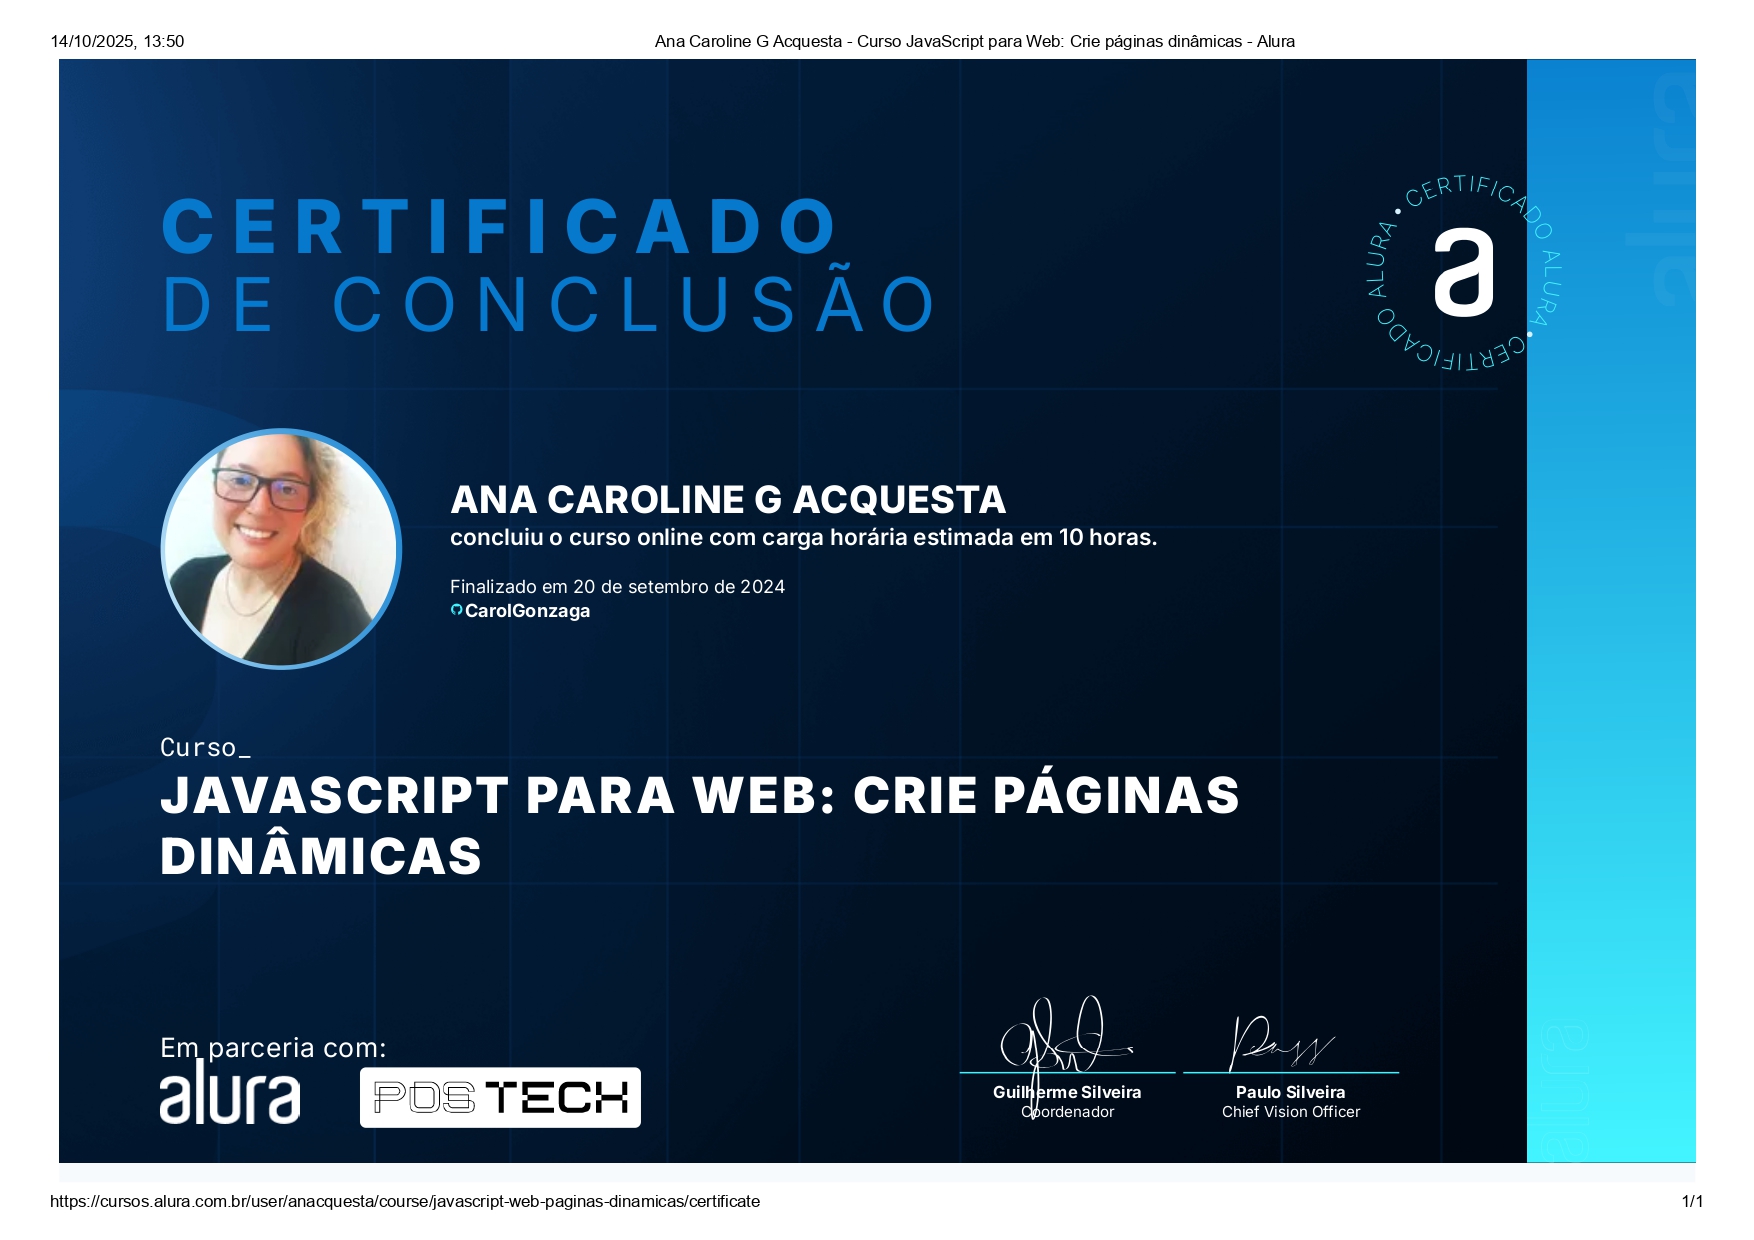 14/10/2025, 13:50
Ana Caroline G Acquesta - Curso JavaScript para Web: Crie páginas dinâmicas - Alura
CERTIFICADO
DE CONCLUSÃO
CERTIFICADO ALURA • CERTIFICADO ALURA •
a
alura
ANA CAROLINE G ACQUESTA
concluiu o curso online com carga horária estimada em 10 horas.
Finalizado em 20 de setembro de 2024
CarolGonzaga
Curso_
JAVASCRIPT PARA WEB: CRIE PÁGINAS
DINÂMICAS
Em parceria com:
alura
POS TECH
Guilherme Silveira
Coordenador
Paulo Silveira
Chief Vision Officer
alura
https://cursos.alura.com.br/user/anacquesta/course/javascript-web-paginas-dinamicas/certificate
1/1